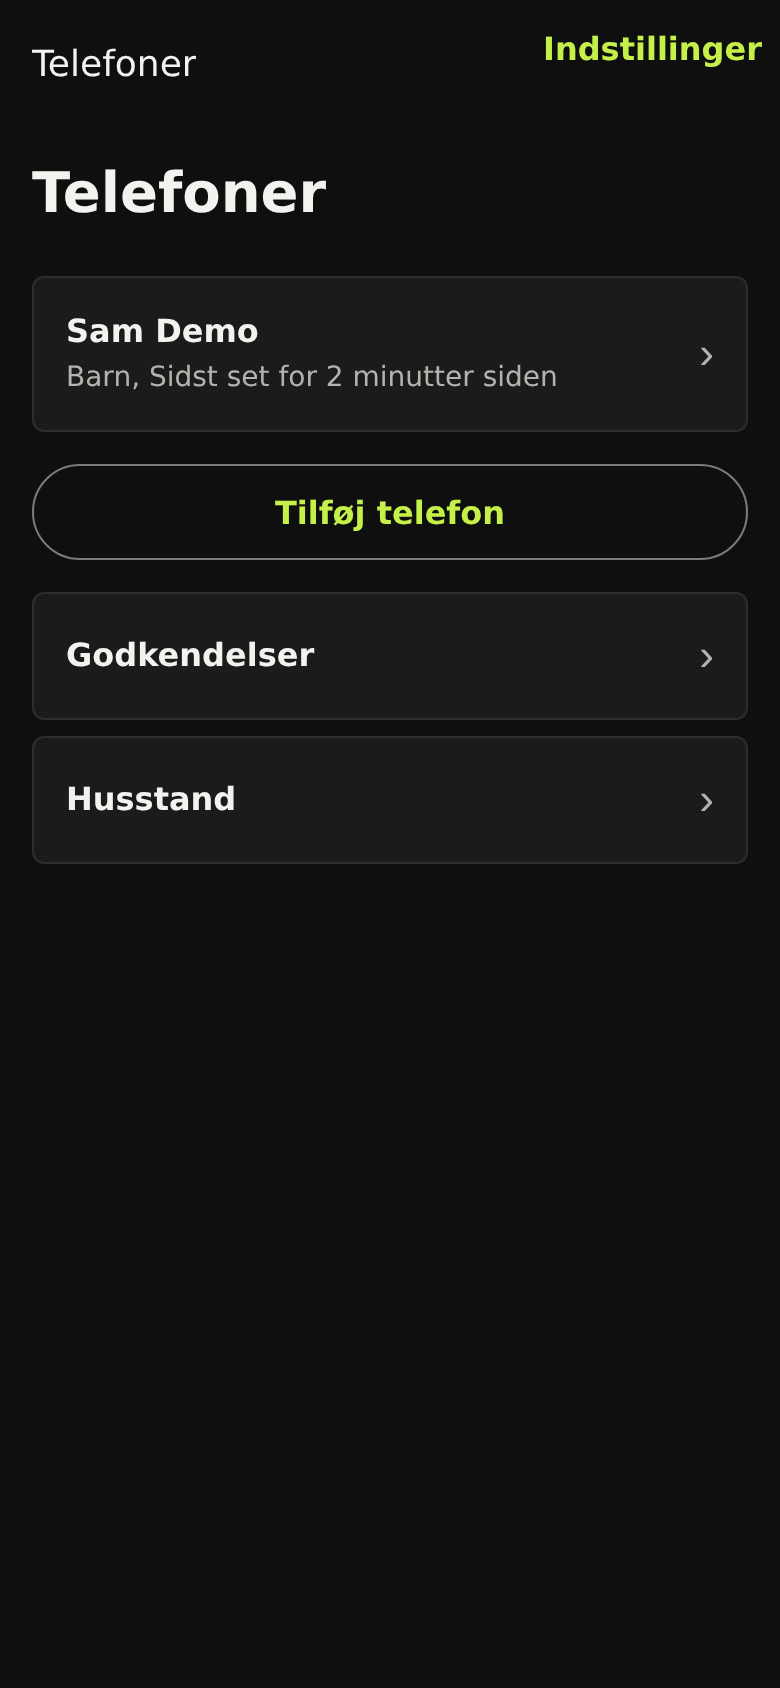 Telefoner
Indstillinger
Telefoner
Sam Demo
Barn, Sidst set for 2 minutter siden
Tilføj telefon
Godkendelser
Husstand